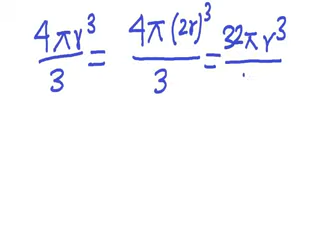 4πr³/3 = 4π(2r)³/3 = 32πr³/